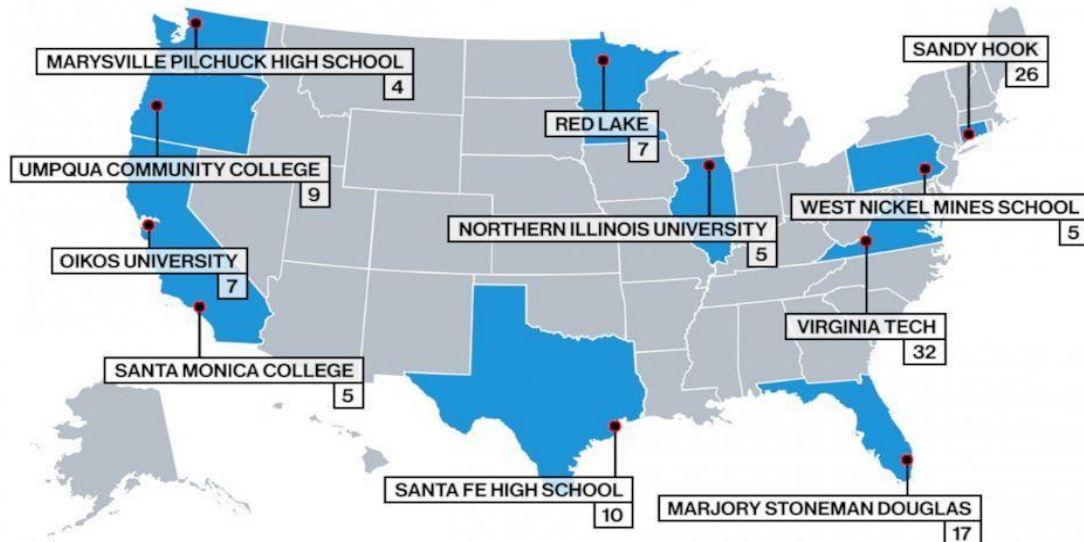 MARYSVILLE PILCHUCK HIGH SCHOOL
4
SANDY HOOK
26
RED LAKE
7
UMPQUA COMMUNITY COLLEGE
9
WEST NICKEL MINES SCHOOL
5
NORTHERN ILLINOIS UNIVERSITY
5
OIKOS UNIVERSITY
7
VIRGINIA TECH
32
SANTA MONICA COLLEGE
5
SANTA FE HIGH SCHOOL
10
MARJORY STONEMAN DOUGLAS
17